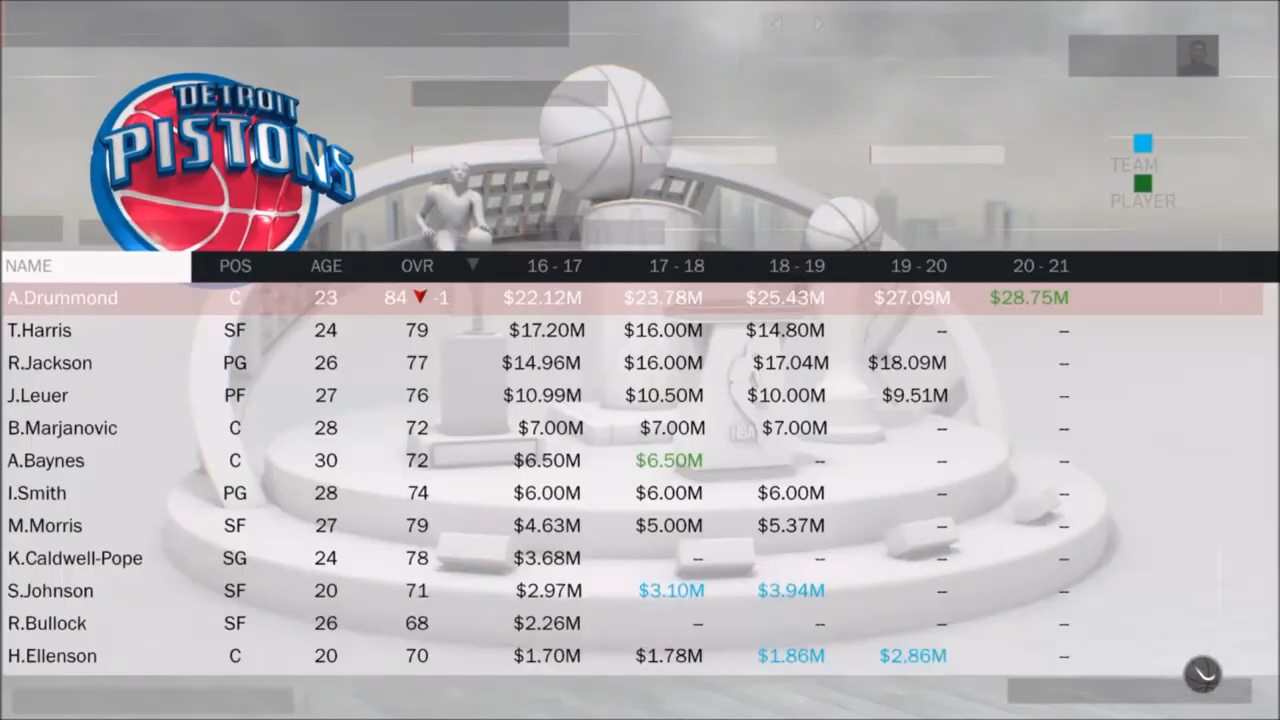 DETROIT
PISTONS
TEAM
PLAYER
NAME POS AGE OVR 16 - 17 17 - 18 18 - 19 19 - 20 20 - 21
A.Drummond C 23 84 -1 $22.12M $23.78M $25.43M $27.09M $28.75M
T.Harris SF 24 79 $17.20M $16.00M $14.80M -- --
R.Jackson PG 26 77 $14.96M $16.00M $17.04M $18.09M --
J.Leuer PF 27 76 $10.99M $10.50M $10.00M $9.51M --
B.Marjanovic C 28 72 $7.00M $7.00M $7.00M -- --
A.Baynes C 30 72 $6.50M $6.50M -- -- --
I.Smith PG 28 74 $6.00M $6.00M $6.00M -- --
M.Morris SF 27 79 $4.63M $5.00M $5.37M -- --
K.Caldwell-Pope SG 24 78 $3.68M -- -- -- --
S.Johnson SF 20 71 $2.97M $3.10M $3.94M -- --
R.Bullock SF 26 68 $2.26M -- -- -- --
H.Ellenson C 20 70 $1.70M $1.78M $1.86M $2.86M --